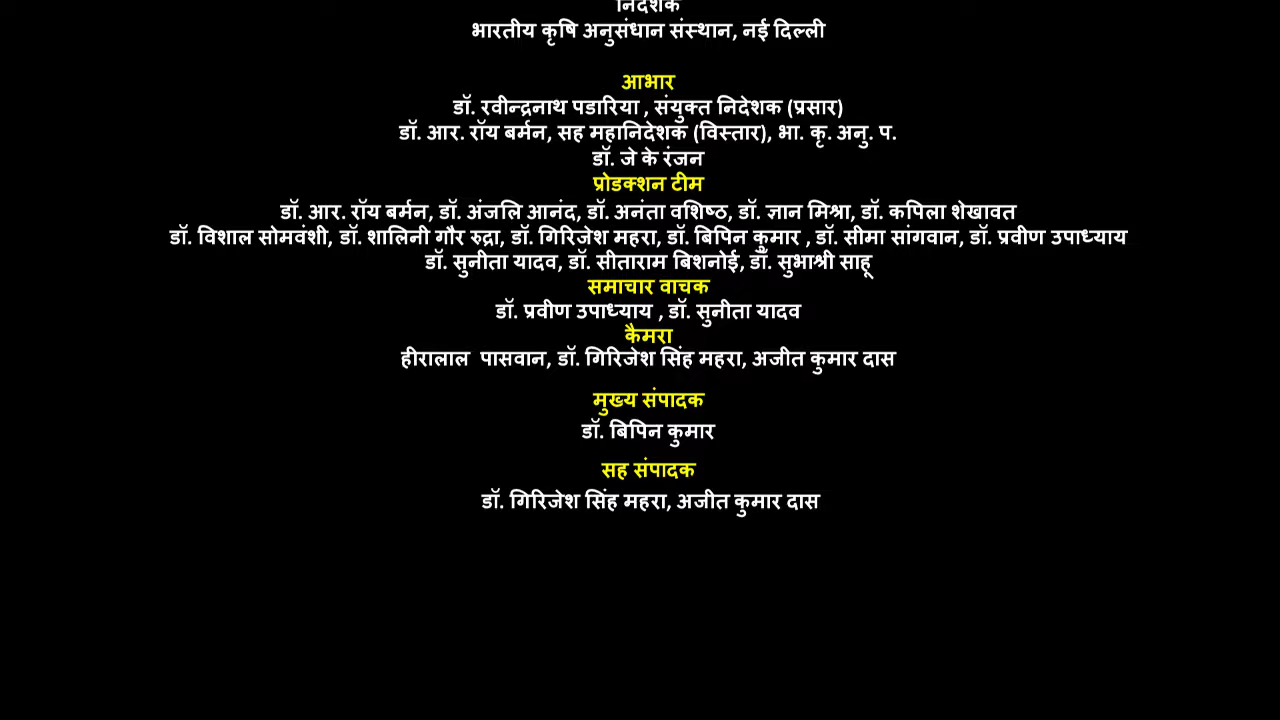 निदेशक
भारतीय कृषि अनुसंधान संस्थान, नई दिल्ली
आभार
डॉ. रवीन्द्रनाथ पडारिया , संयुक्त निदेशक (प्रसार)
डॉ. आर. रॉय बर्मन, सह महानिदेशक (विस्तार), भा. कृ. अनु. प.
डॉ. जे के रंजन
प्रोडक्शन टीम
डॉ. आर. रॉय बर्मन, डॉ. अंजलि आनंद, डॉ. अनंता वशिष्ठ, डॉ. ज्ञान मिश्रा, डॉ. कपिला शेखावत
डॉ. विशाल सोमवंशी, डॉ. शालिनी गौर रुद्रा, डॉ. गिरिजेश महरा, डॉ. बिपिन कुमार , डॉ. सीमा सांगवान, डॉ. प्रवीण उपाध्याय
डॉ. सुनीता यादव, डॉ. सीताराम बिशनोई, डॉ. सुभाश्री साहू
समाचार वाचक
डॉ. प्रवीण उपाध्याय , डॉ. सुनीता यादव
कैमरा
हीरालाल  पासवान, डॉ. गिरिजेश सिंह महरा, अजीत कुमार दास
मुख्य संपादक
डॉ. बिपिन कुमार
सह संपादक
डॉ. गिरिजेश सिंह महरा, अजीत कुमार दास